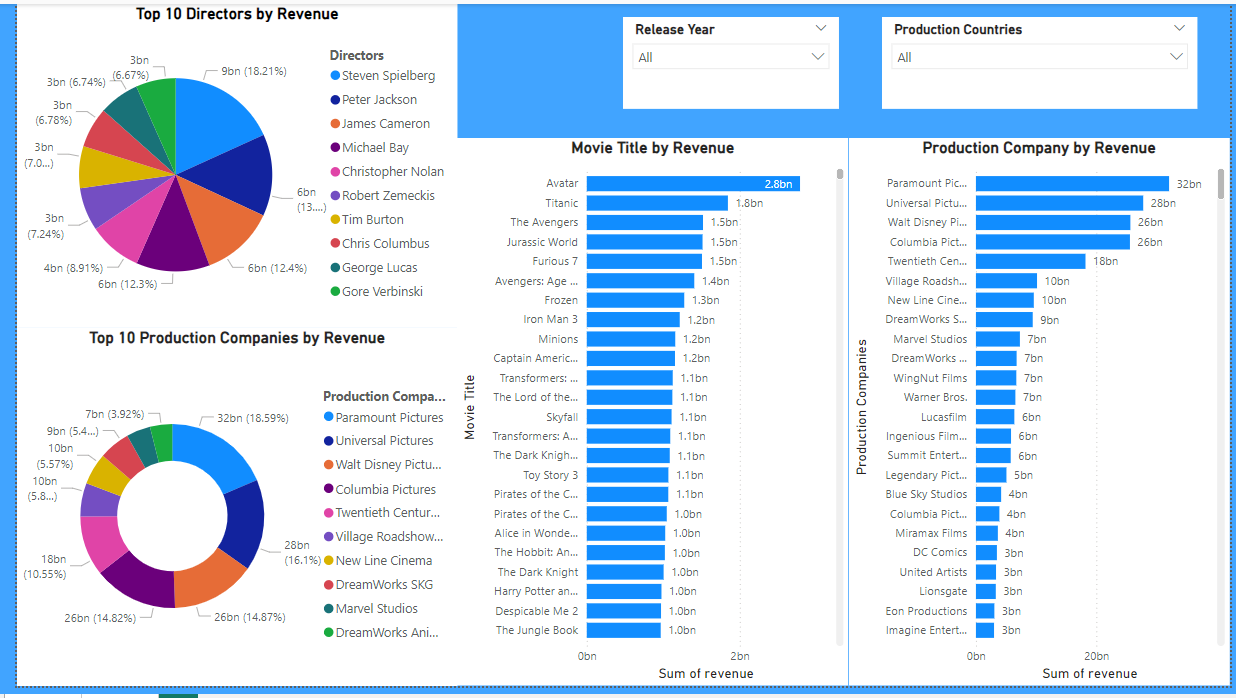 Top 10 Directors by Revenue
3bn
(6.67%)
9bn (18.21%)
3bn (6.74%)
3bn
(6.78%)
3bn
(7.0...)
3bn
(7.24%)
4bn (8.91%)
6bn (12.3%)
6bn (12.4%)
6bn
(13....)
Directors
Steven Spielberg
Peter Jackson
James Cameron
Michael Bay
Christopher Nolan
Robert Zemeckis
Tim Burton
Chris Columbus
George Lucas
Gore Verbinski
Release Year
All
Production Countries
All
Top 10 Production Companies by Revenue
7bn (3.92%)
32bn (18.59%)
9bn (5.4...)
10bn
(5.57%)
10bn
(5.8...)
18bn
(10.55%)
26bn (14.82%)
26bn (14.87%)
28bn
(16.1%)
Production Compa...
Paramount Pictures
Universal Pictures
Walt Disney Pictu...
Columbia Pictures
Twentieth Centur...
Village Roadshow...
New Line Cinema
DreamWorks SKG
Marvel Studios
DreamWorks Ani...
Movie Title by Revenue
Movie Title
Avatar 2.8bn
Titanic 1.8bn
The Avengers 1.5bn
Jurassic World 1.5bn
Furious 7 1.5bn
Avengers: Age ... 1.4bn
Frozen 1.3bn
Iron Man 3 1.2bn
Minions 1.2bn
Captain Americ... 1.2bn
Transformers: ... 1.1bn
The Lord of the... 1.1bn
Skyfall 1.1bn
Transformers: A... 1.1bn
The Dark Knigh... 1.1bn
Toy Story 3 1.1bn
Pirates of the C... 1.1bn
Pirates of the C... 1.0bn
Alice in Wonde... 1.0bn
The Hobbit: An... 1.0bn
The Dark Knight 1.0bn
Harry Potter an... 1.0bn
Despicable Me 2 1.0bn
The Jungle Book 1.0bn
0bn 2bn
Sum of revenue
Production Company by Revenue
Production Companies
Paramount Pic... 32bn
Universal Pictu... 28bn
Walt Disney Pi... 26bn
Columbia Pict... 26bn
Twentieth Cen... 18bn
Village Roadsh... 10bn
New Line Cine... 10bn
DreamWorks S... 9bn
Marvel Studios 7bn
DreamWorks ... 7bn
WingNut Films 7bn
Warner Bros. 7bn
Lucasfilm 6bn
Ingenious Film... 6bn
Summit Entert... 6bn
Legendary Pict... 5bn
Blue Sky Studios 4bn
Columbia Pict... 4bn
Miramax Films 4bn
DC Comics 3bn
United Artists 3bn
Lionsgate 3bn
Eon Productions 3bn
Imagine Entert... 3bn
0bn 20bn
Sum of revenue